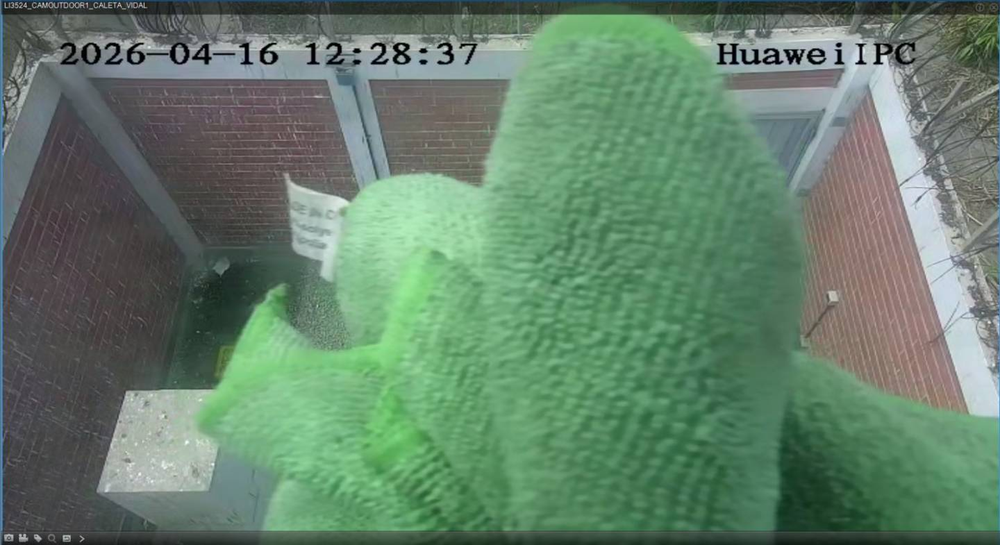 LI3524_CAMOUTDOOR1_CALETA_VIDAL
2026-04-16 12:28:37
HuaweiIPC